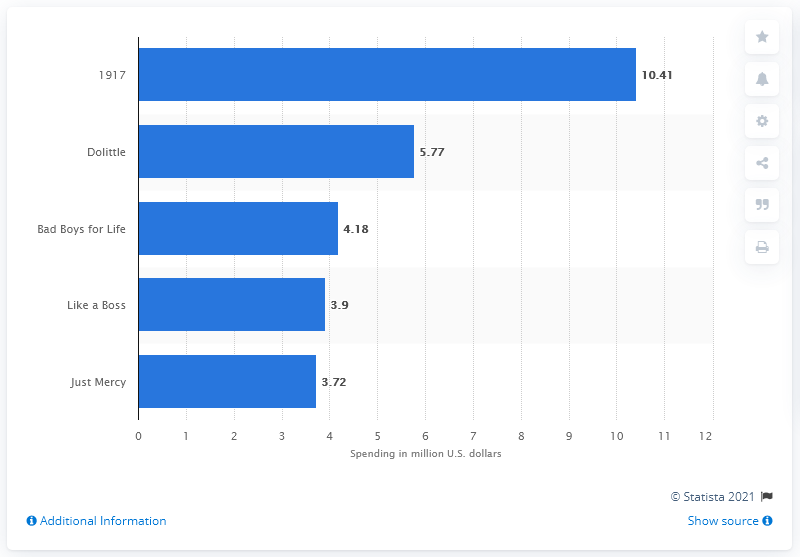 1917
10.41
Dolittle
5.77
Bad Boys for Life
4.18
Like a Boss
3.9
Just Mercy
3.72
0 1 2 3 4 5 6 7 8 9 10 11 12
Spending in million U.S. dollars
© Statista 2021
Additional Information
Show source